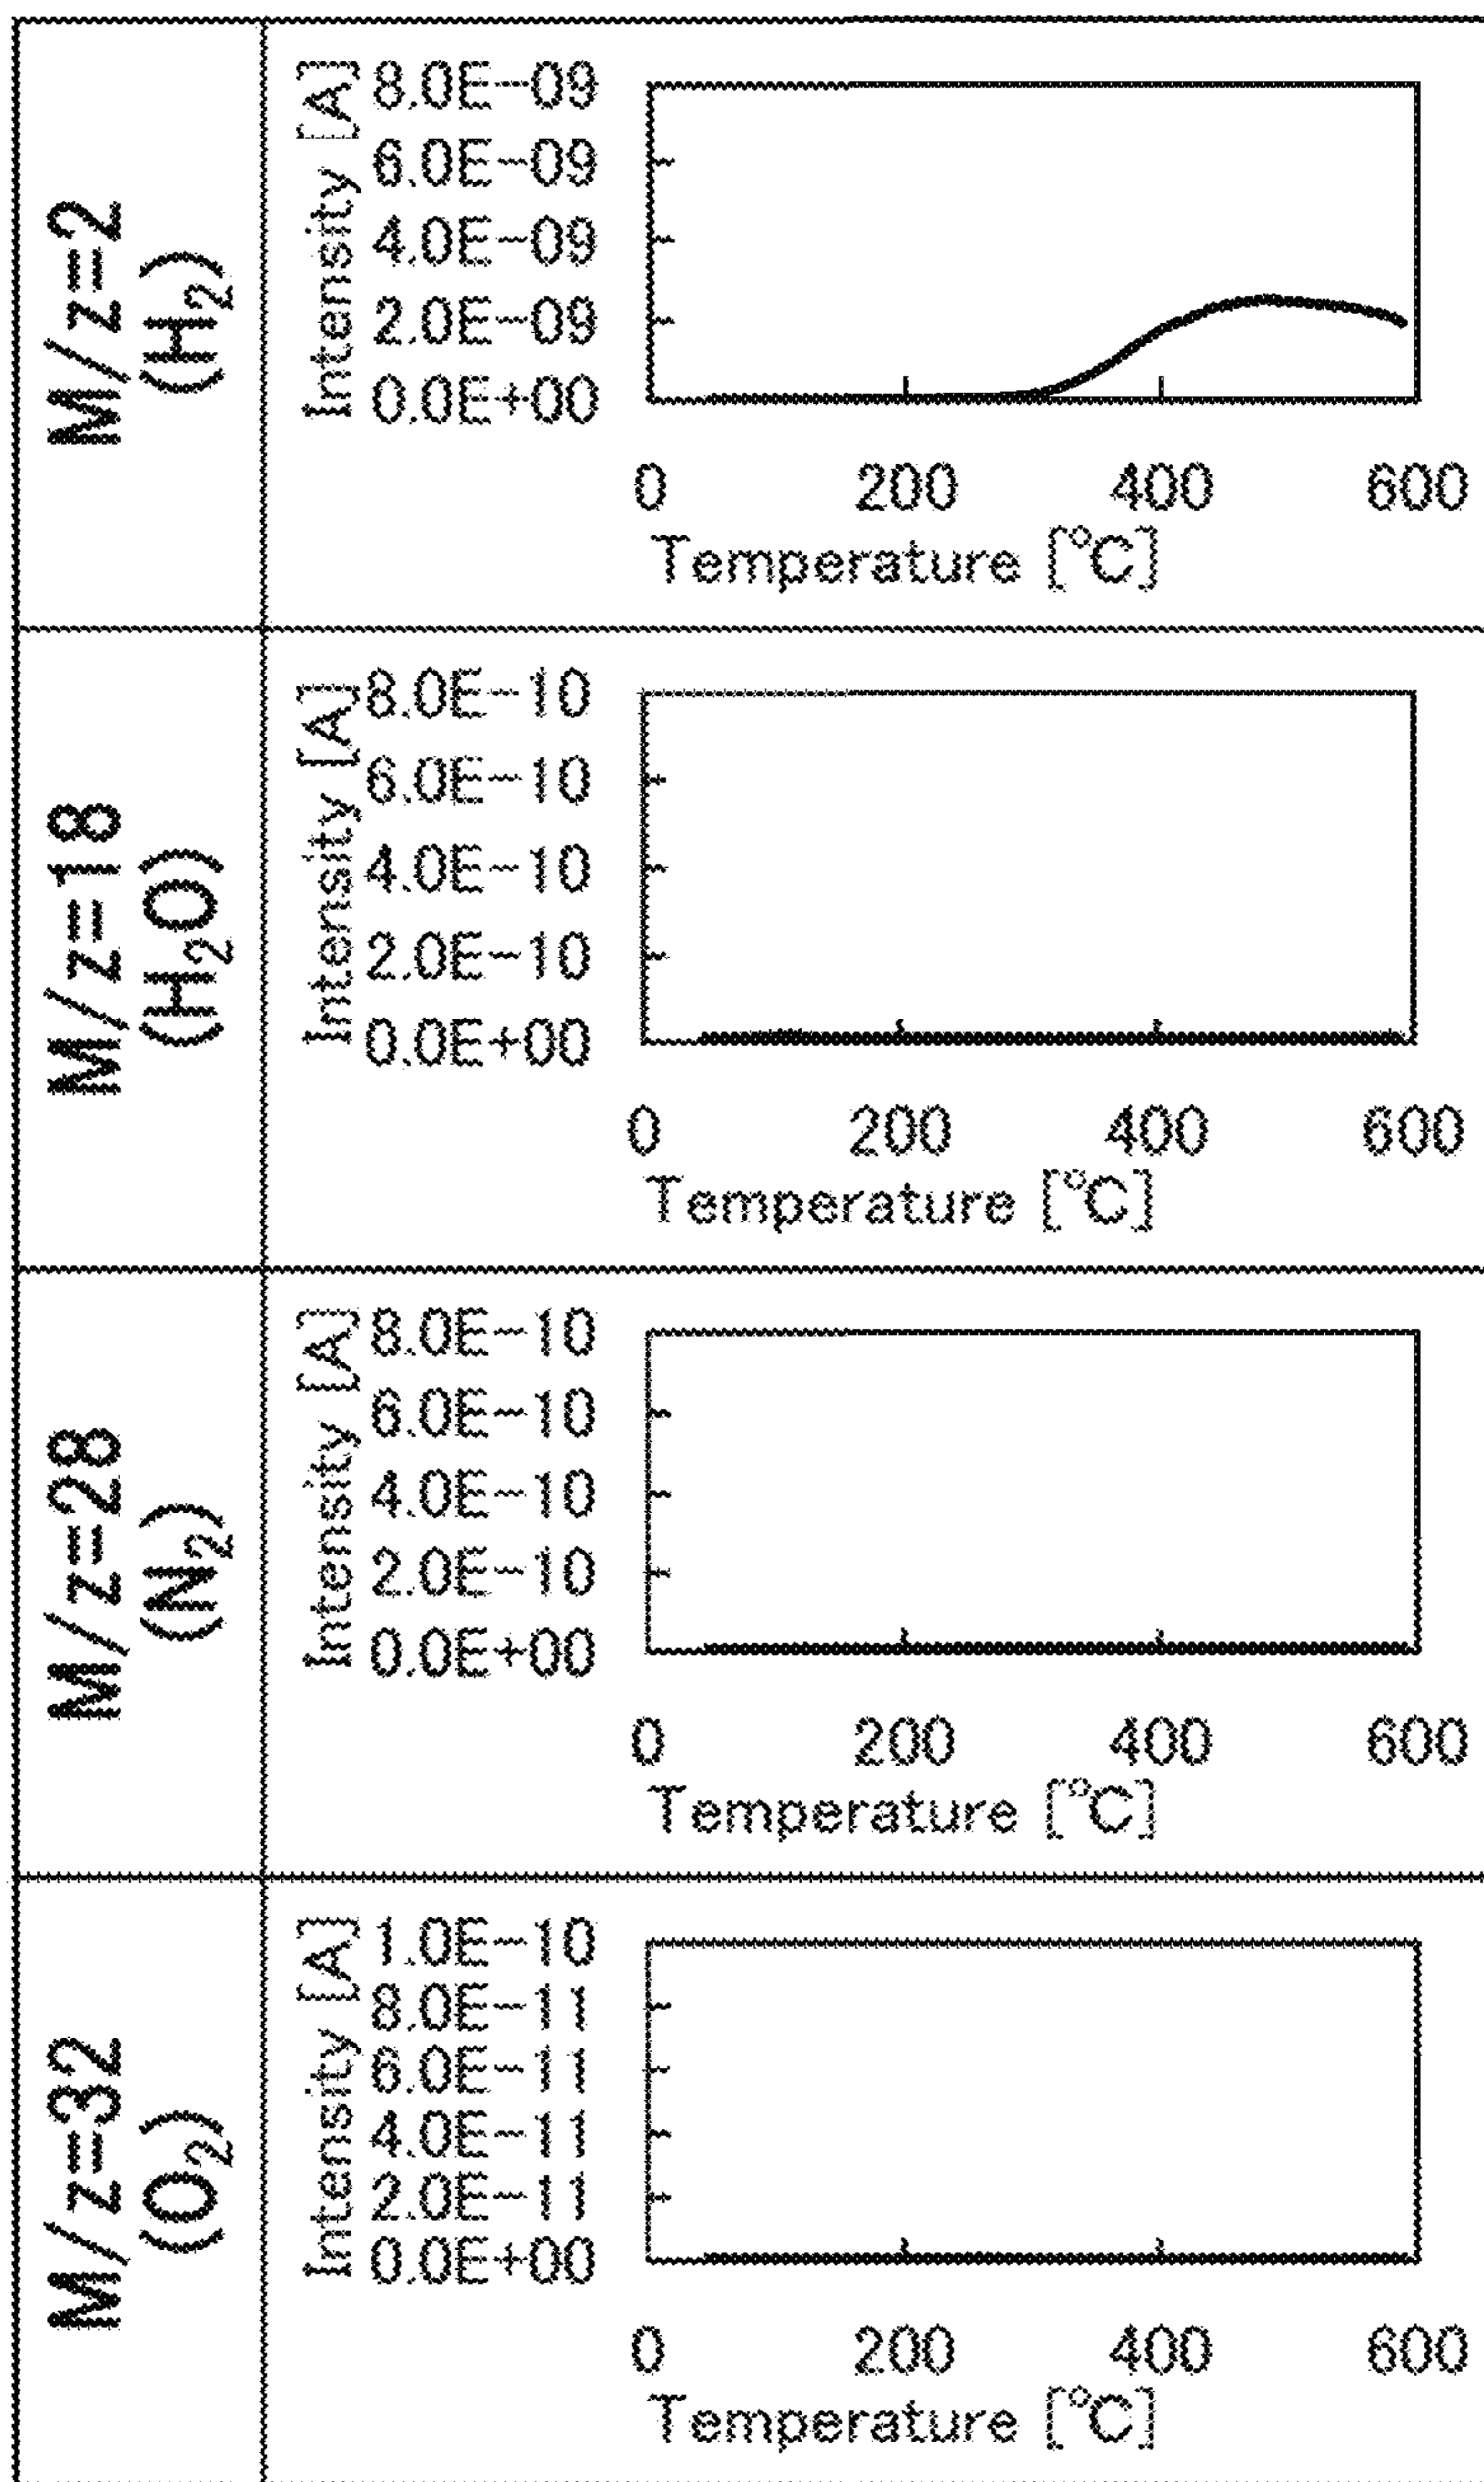 M/z=2
(H₂)
Intensity [A]
8.0E-09
6.0E-09
4.0E-09
2.0E-09
0.0E+00
0 200 400 600
Temperature [°C]
M/z=18
(H₂O)
Intensity [A]
8.0E-10
6.0E-10
4.0E-10
2.0E-10
0.0E+00
0 200 400 600
Temperature [°C]
M/z=28
(N₂)
Intensity [A]
8.0E-10
6.0E-10
4.0E-10
2.0E-10
0.0E+00
0 200 400 600
Temperature [°C]
M/z=32
(O₂)
Intensity [A]
1.0E-10
8.0E-11
6.0E-11
4.0E-11
2.0E-11
0.0E+00
0 200 400 600
Temperature [°C]